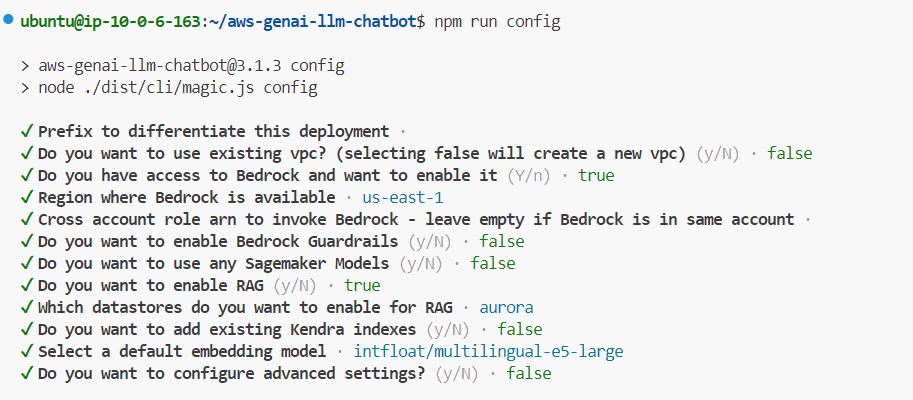 ubuntu@ip-10-0-6-163:~/aws-genai-llm-chatbot$ npm run config
> aws-genai-llm-chatbot@3.1.3 config
> node ./dist/cli/magic.js config
✓ Prefix to differentiate this deployment ·
✓ Do you want to use existing vpc? (selecting false will create a new vpc) (y/N) · false
✓ Do you have access to Bedrock and want to enable it (Y/n) · true
✓ Region where Bedrock is available · us-east-1
✓ Cross account role arn to invoke Bedrock - leave empty if Bedrock is in same account ·
✓ Do you want to enable Bedrock Guardrails (y/N) · false
✓ Do you want to use any Sagemaker Models (y/N) · false
✓ Do you want to enable RAG (y/N) · true
✓ Which datastores do you want to enable for RAG · aurora
✓ Do you want to add existing Kendra indexes (y/N) · false
✓ Select a default embedding model · intfloat/multilingual-e5-large
✓ Do you want to configure advanced settings? (y/N) · false